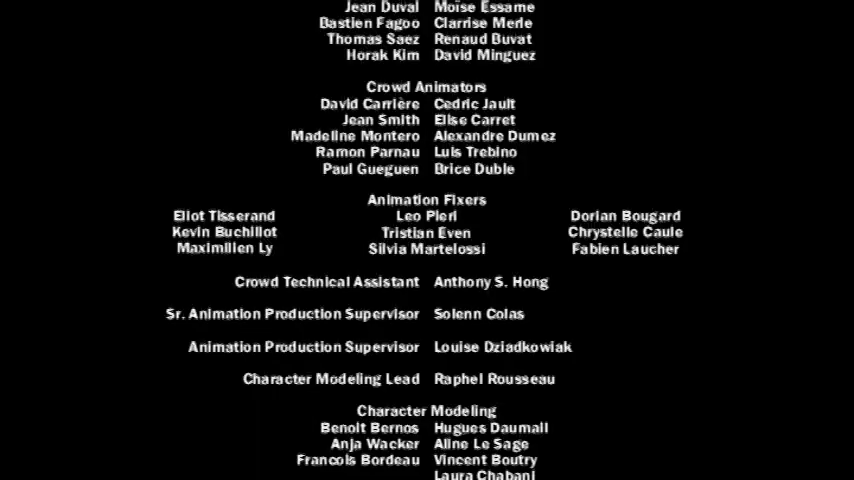 Jean Duval Moïse Essame
Bastien Fagoo Clarrise Merle
Thomas Saez Renaud Buvat
Horak Kim David Minguez
Crowd Animators
David Carrière Cedric Jault
Jean Smith Elise Carret
Madeline Montero Alexandre Dumez
Ramon Parnau Luis Trebino
Paul Gueguen Brice Duble
Animation Fixers
Eliot Tisserand Leo Pieri Dorian Bougard
Kevin Buchillot Tristian Even Chrystelle Caule
Maximilien Ly Silvia Martelossi Fabien Laucher
Crowd Technical Assistant Anthony S. Hong
Sr. Animation Production Supervisor Solenn Colas
Animation Production Supervisor Louise Dziadkowiak
Character Modeling Lead Raphel Rousseau
Character Modeling
Benoit Bernos Hugues Daumall
Anja Wacker Aline Le Sage
Francois Bordeau Vincent Boutry
Laura Chabani